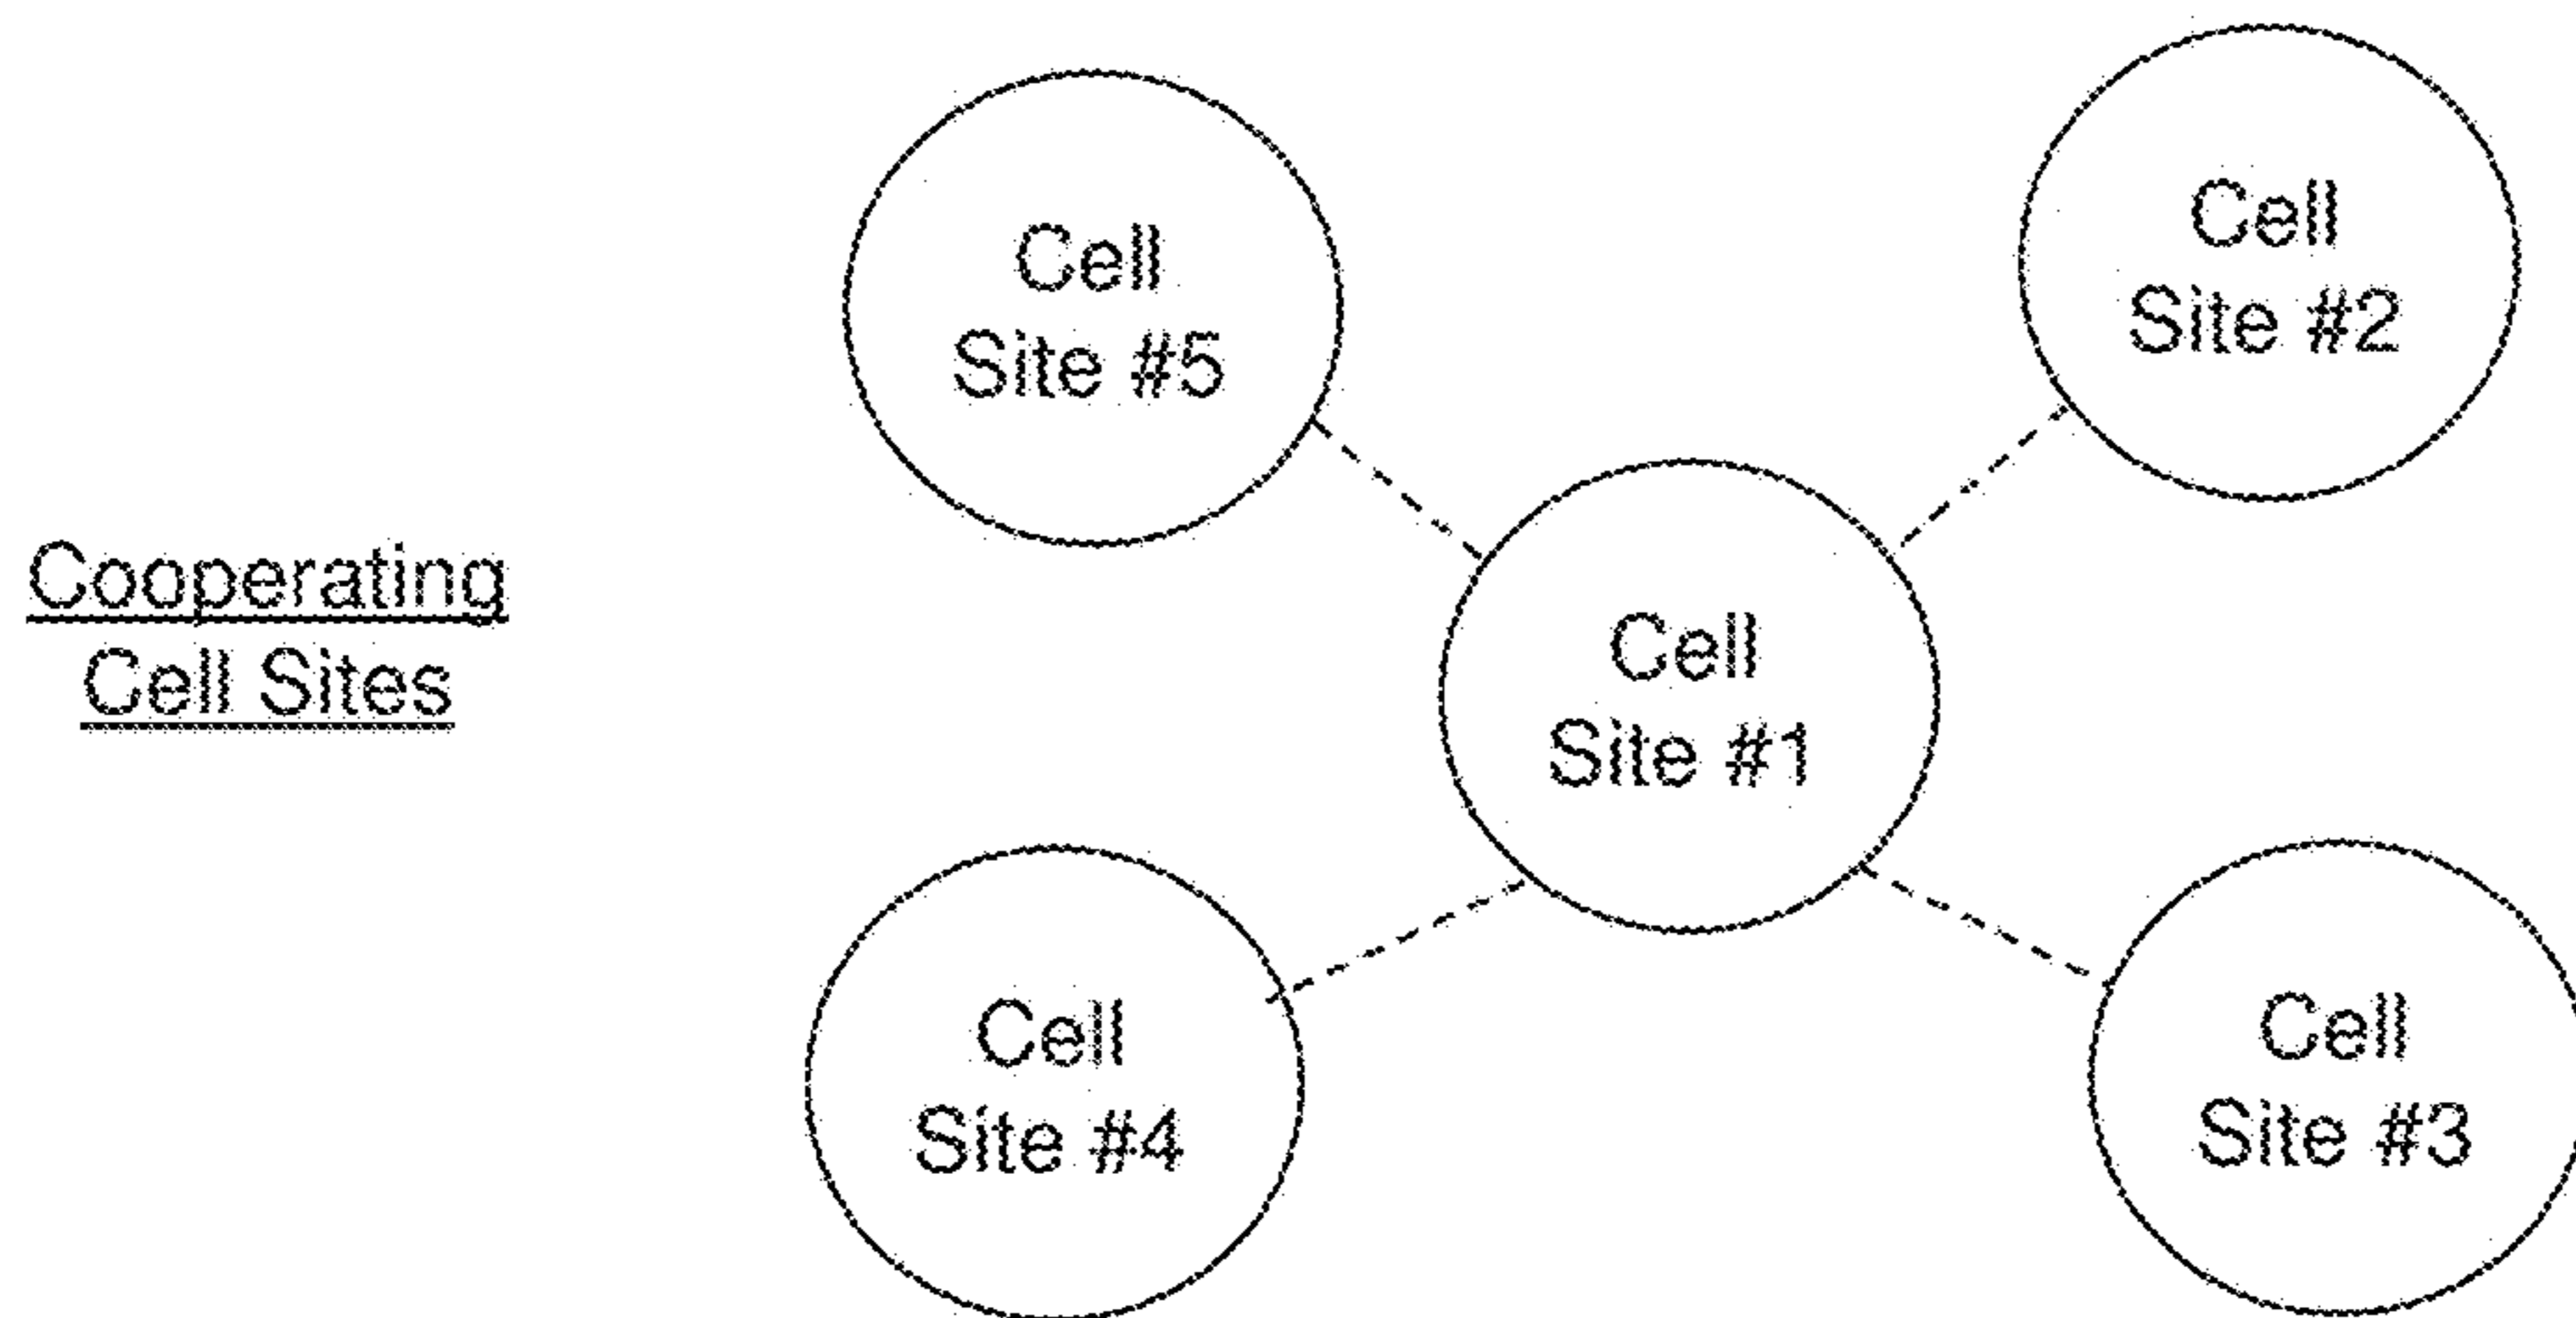 Cooperating
Cell Sites
Cell
Site #5
Cell
Site #2
Cell
Site #1
Cell
Site #4
Cell
Site #3